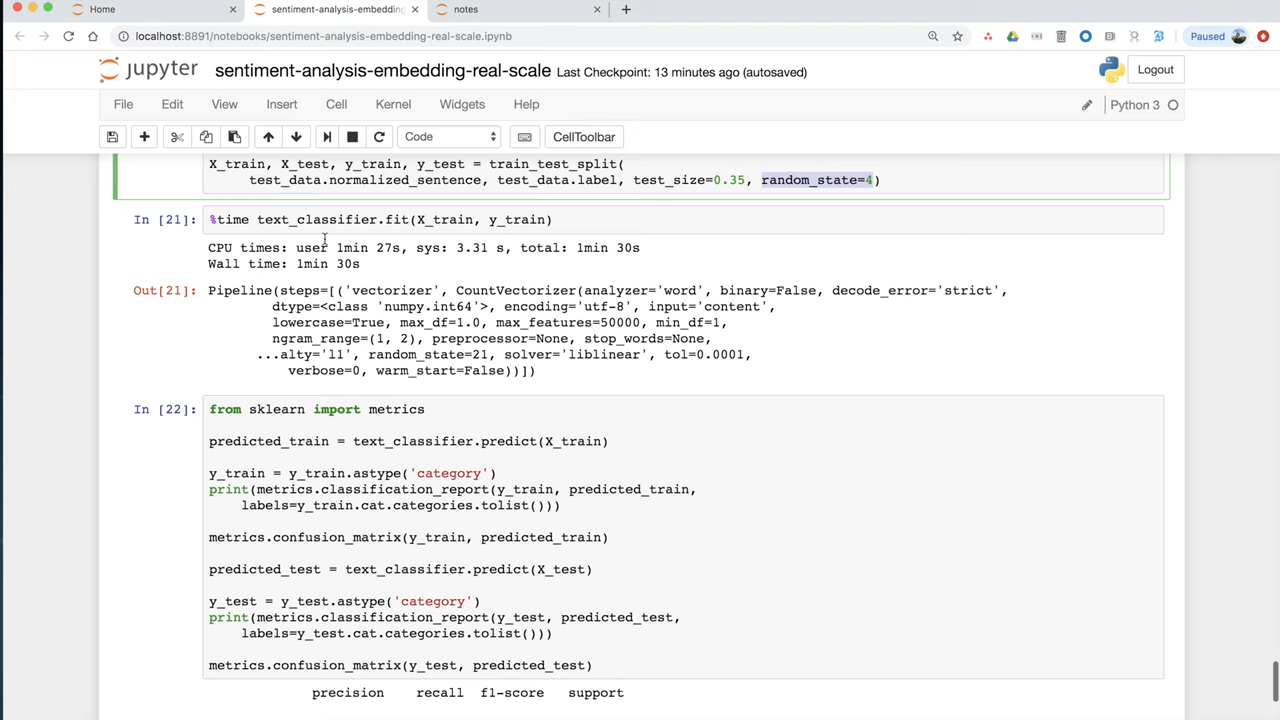 Home
sentiment-analysis-embedding-
notes
localhost:8891/notebooks/sentiment-analysis-embedding-real-scale.ipynb
Paused
jupyter sentiment-analysis-embedding-real-scale Last Checkpoint: 13 minutes ago (autosaved)
Logout
File Edit View Insert Cell Kernel Widgets Help
Python 3
Code
CellToolbar
X_train, X_test, y_train, y_test = train_test_split(
test_data.normalized_sentence, test_data.label, test_size=0.35, random_state=4)
In [21]: %time text_classifier.fit(X_train, y_train)
CPU times: user 1min 27s, sys: 3.31 s, total: 1min 30s
Wall time: 1min 30s
Out[21]: Pipeline(steps=[('vectorizer', CountVectorizer(analyzer='word', binary=False, decode_error='strict',
dtype=<class 'numpy.int64'>, encoding='utf-8', input='content',
lowercase=True, max_df=1.0, max_features=50000, min_df=1,
ngram_range=(1, 2), preprocessor=None, stop_words=None,
...alty='l1', random_state=21, solver='liblinear', tol=0.0001,
verbose=0, warm_start=False))])
In [22]: from sklearn import metrics
predicted_train = text_classifier.predict(X_train)
y_train = y_train.astype('category')
print(metrics.classification_report(y_train, predicted_train,
labels=y_train.cat.categories.tolist()))
metrics.confusion_matrix(y_train, predicted_train)
predicted_test = text_classifier.predict(X_test)
y_test = y_test.astype('category')
print(metrics.classification_report(y_test, predicted_test,
labels=y_test.cat.categories.tolist()))
metrics.confusion_matrix(y_test, predicted_test)
precision recall f1-score support